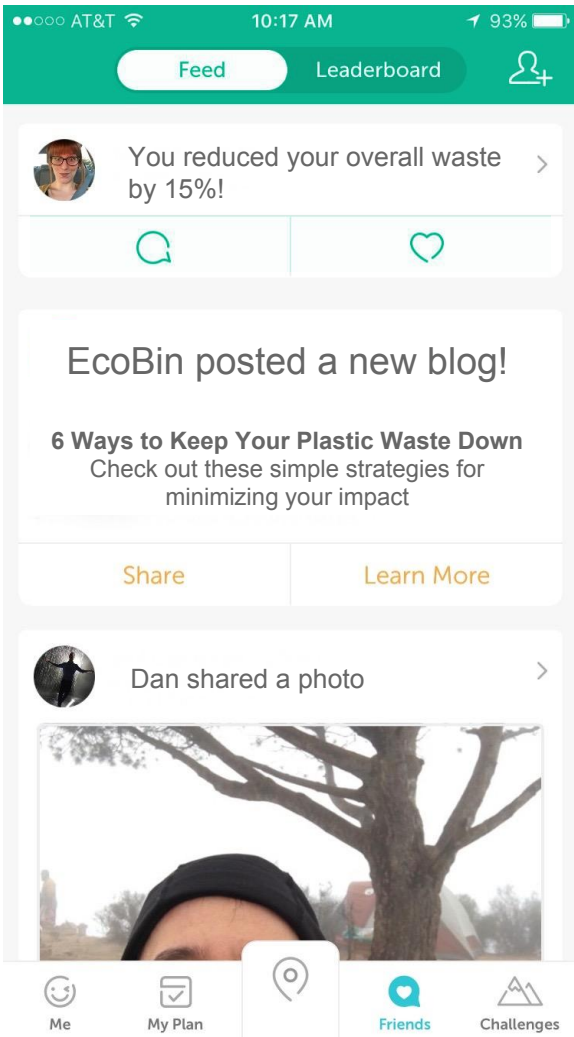 AT&T 10:17 AM 93%
Feed Leaderboard
You reduced your overall waste
by 15%!
EcoBin posted a new blog!
6 Ways to Keep Your Plastic Waste Down
Check out these simple strategies for
minimizing your impact
Share Learn More
Dan shared a photo
Me My Plan Friends Challenges